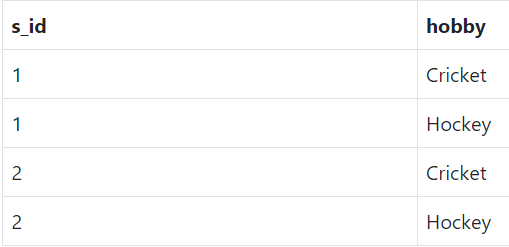 s_id hobby
1 Cricket
1 Hockey
2 Cricket
2 Hockey